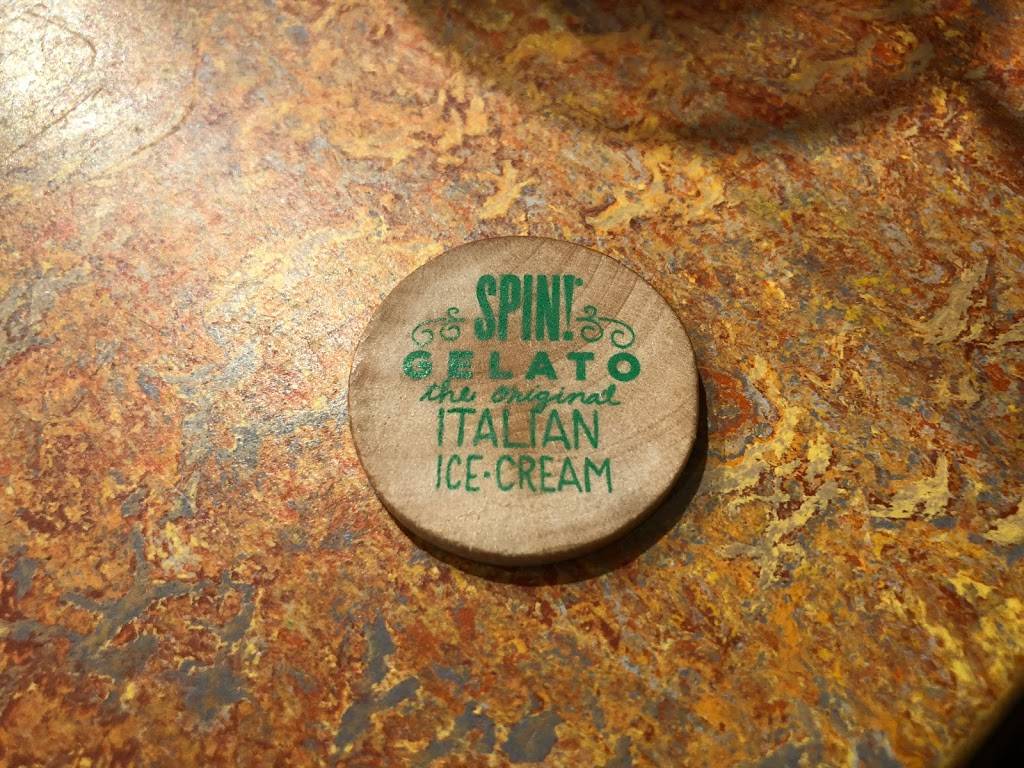 SPIN!
GELATO
the original
ITALIAN
ICE-CREAM